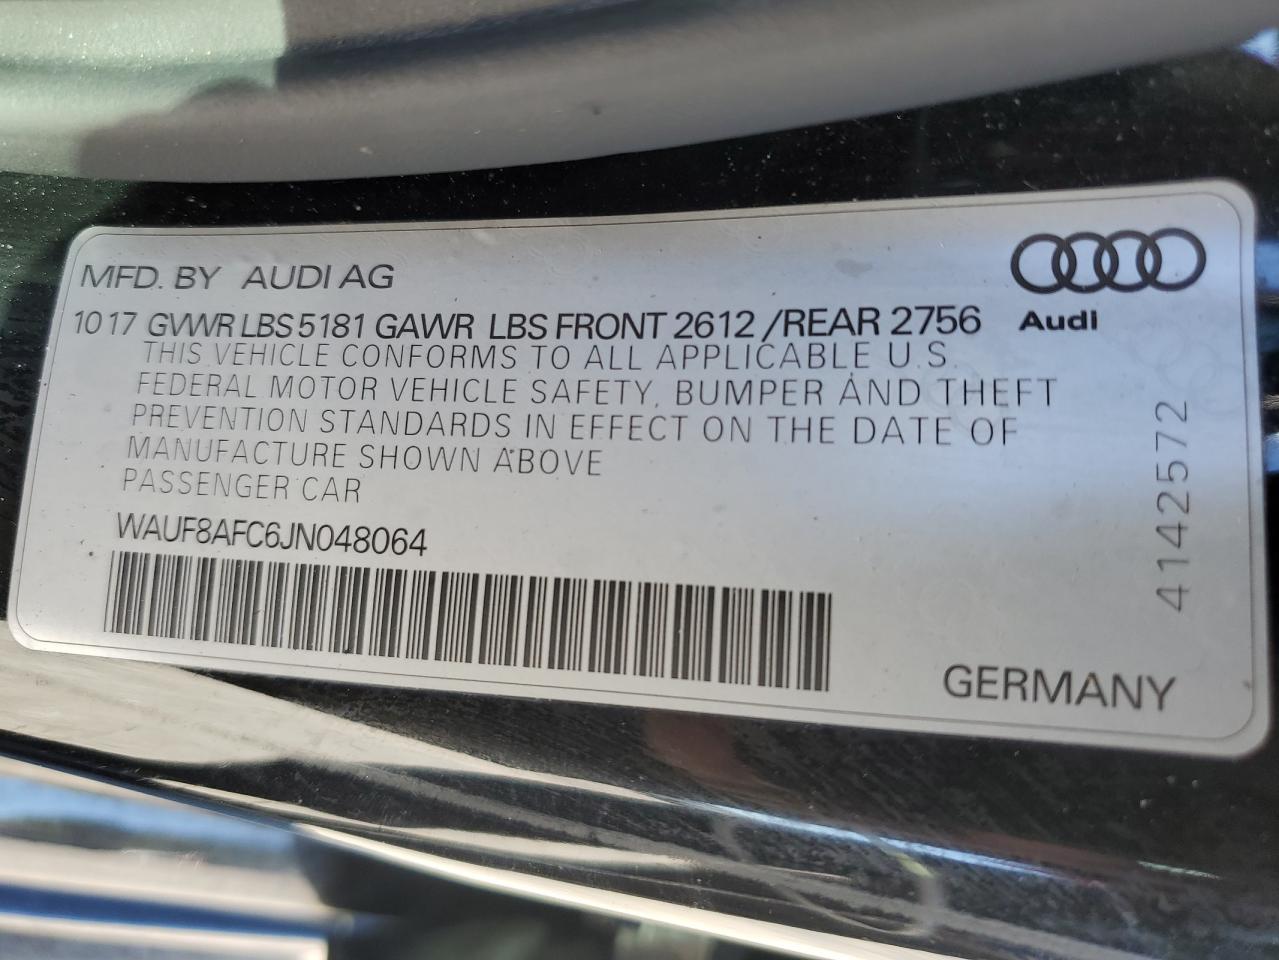 MFD. BY AUDI AG
10 17 GVWR LBS 5181 GAWR LBS FRONT 2612 /REAR 2756
Audi
THIS VEHICLE CONFORMS TO ALL APPLICABLE U.S.
FEDERAL MOTOR VEHICLE SAFETY, BUMPER AND THEFT
PREVENTION STANDARDS IN EFFECT ON THE DATE OF
MANUFACTURE SHOWN ABOVE
PASSENGER CAR
WAUF8AFC6JN048064
4142572
GERMANY